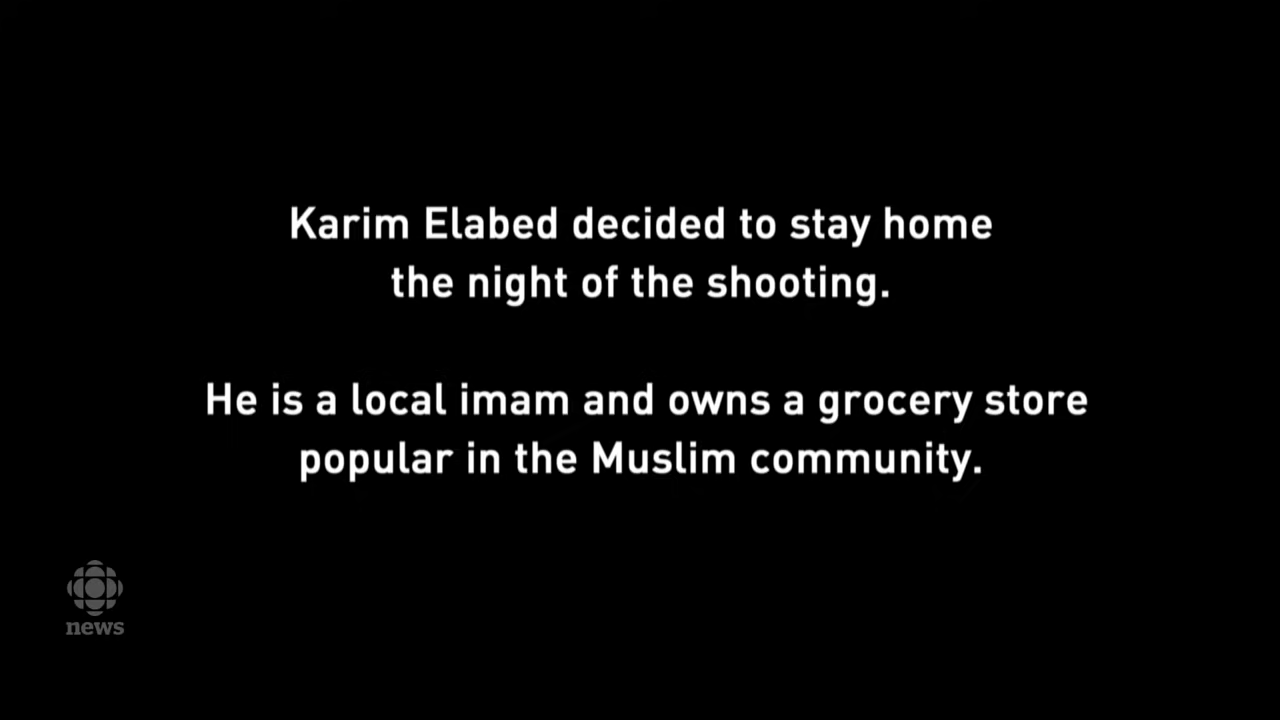 Karim Elabed decided to stay home
the night of the shooting.
He is a local imam and owns a grocery store
popular in the Muslim community.
news